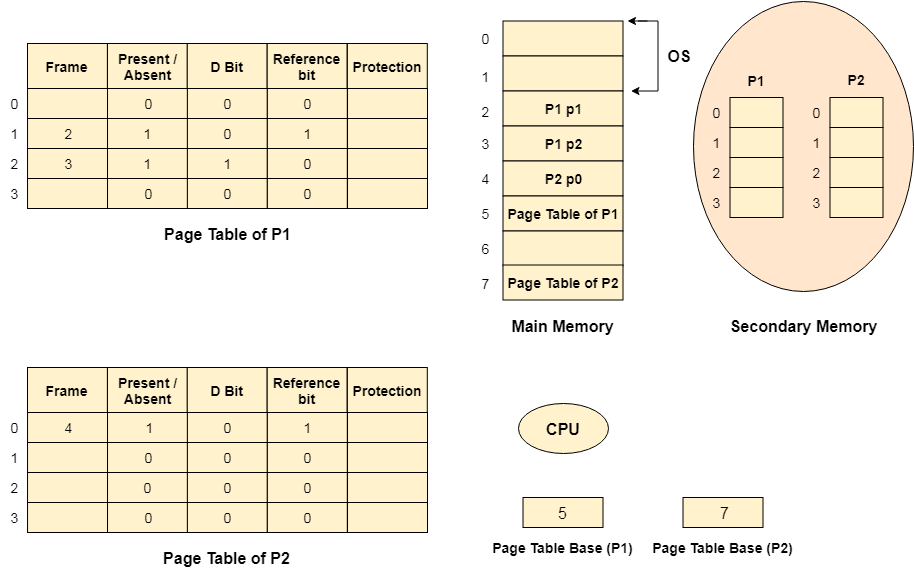 Frame Present / Absent D Bit Reference bit Protection
0 0 0 0
1 2 1 0 1
2 3 1 1 0
3 0 0 0
Page Table of P1
0
1
2 P1 p1
3 P1 p2
4 P2 p0
5 Page Table of P1
6
7 Page Table of P2
OS
Main Memory
P1 P2
0 0
1 1
2 2
3 3
Secondary Memory
Frame Present / Absent D Bit Reference bit Protection
0 4 1 0 1
1 0 0 0
2 0 0 0
3 0 0 0
Page Table of P2
CPU
5 7
Page Table Base (P1) Page Table Base (P2)